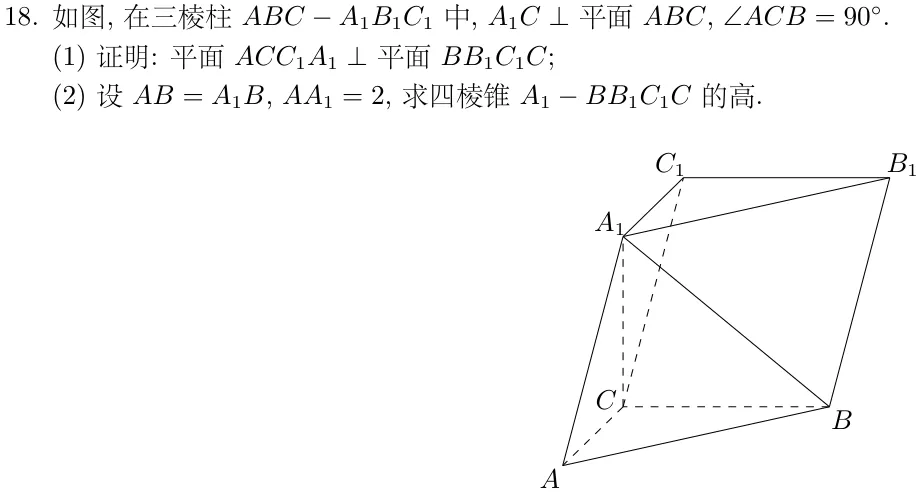 18. 如图, 在三棱柱 ABC − A₁B₁C₁ 中, A₁C ⊥ 平面 ABC, ∠ACB = 90°.
(1) 证明: 平面 ACC₁A₁ ⊥ 平面 BB₁C₁C;
(2) 设 AB = A₁B, AA₁ = 2, 求四棱锥 A₁ − BB₁C₁C 的高.
C₁
B₁
A₁
C
B
A